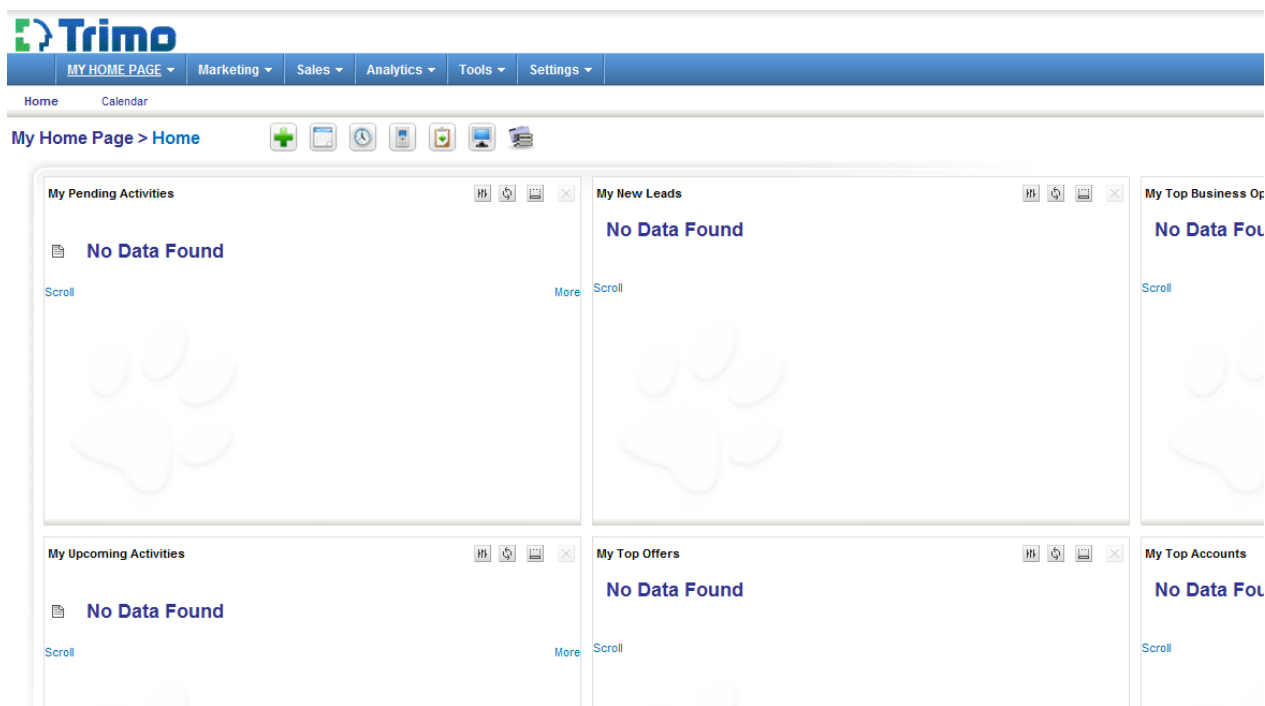 Trimo
MY HOME PAGE Marketing Sales Analytics Tools Settings
Home Calendar
My Home Page > Home
My Pending Activities
No Data Found
Scroll More
My New Leads
No Data Found
Scroll
My Top Business Op
No Data Fou
Scroll
My Upcoming Activities
No Data Found
Scroll More
My Top Offers
No Data Found
Scroll
My Top Accounts
No Data Fou
Scroll